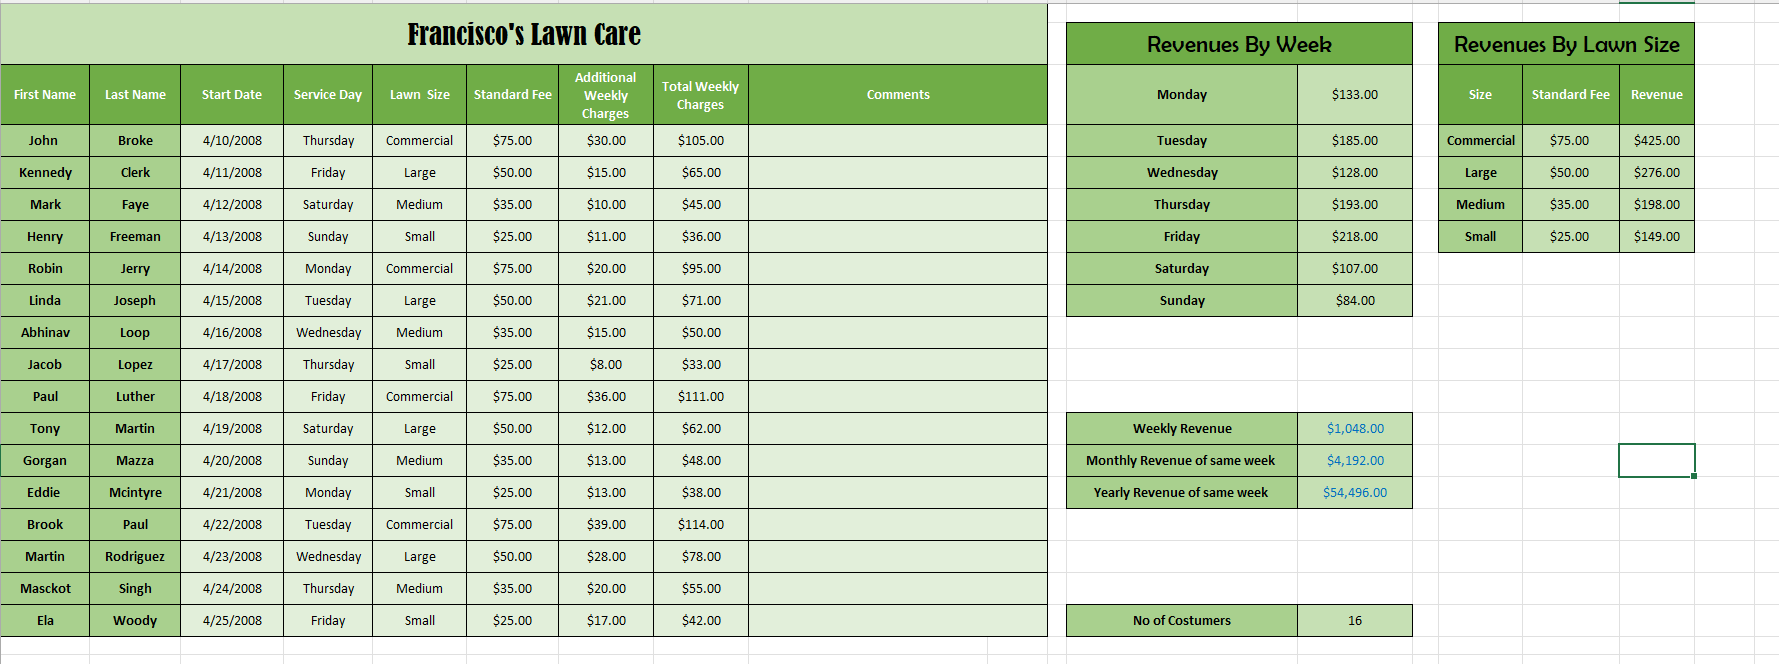 Francisco's Lawn Care
First Name Last Name Start Date Service Day Lawn Size Standard Fee Additional Weekly Charges Total Weekly Charges Comments
John Broke 4/10/2008 Thursday Commercial $75.00 $30.00 $105.00
Kennedy Clerk 4/11/2008 Friday Large $50.00 $15.00 $65.00
Mark Faye 4/12/2008 Saturday Medium $35.00 $10.00 $45.00
Henry Freeman 4/13/2008 Sunday Small $25.00 $11.00 $36.00
Robin Jerry 4/14/2008 Monday Commercial $75.00 $20.00 $95.00
Linda Joseph 4/15/2008 Tuesday Large $50.00 $21.00 $71.00
Abhinav Loop 4/16/2008 Wednesday Medium $35.00 $15.00 $50.00
Jacob Lopez 4/17/2008 Thursday Small $25.00 $8.00 $33.00
Paul Luther 4/18/2008 Friday Commercial $75.00 $36.00 $111.00
Tony Martin 4/19/2008 Saturday Large $50.00 $12.00 $62.00
Gorgan Mazza 4/20/2008 Sunday Medium $35.00 $13.00 $48.00
Eddie Mcintyre 4/21/2008 Monday Small $25.00 $13.00 $38.00
Brook Paul 4/22/2008 Tuesday Commercial $75.00 $39.00 $114.00
Martin Rodriguez 4/23/2008 Wednesday Large $50.00 $28.00 $78.00
Masckot Singh 4/24/2008 Thursday Medium $35.00 $20.00 $55.00
Ela Woody 4/25/2008 Friday Small $25.00 $17.00 $42.00
Revenues By Week
Monday $133.00
Tuesday $185.00
Wednesday $128.00
Thursday $193.00
Friday $218.00
Saturday $107.00
Sunday $84.00
Weekly Revenue $1,048.00
Monthly Revenue of same week $4,192.00
Yearly Revenue of same week $54,496.00
No of Costumers 16
Revenues By Lawn Size
Size Standard Fee Revenue
Commercial $75.00 $425.00
Large $50.00 $276.00
Medium $35.00 $198.00
Small $25.00 $149.00